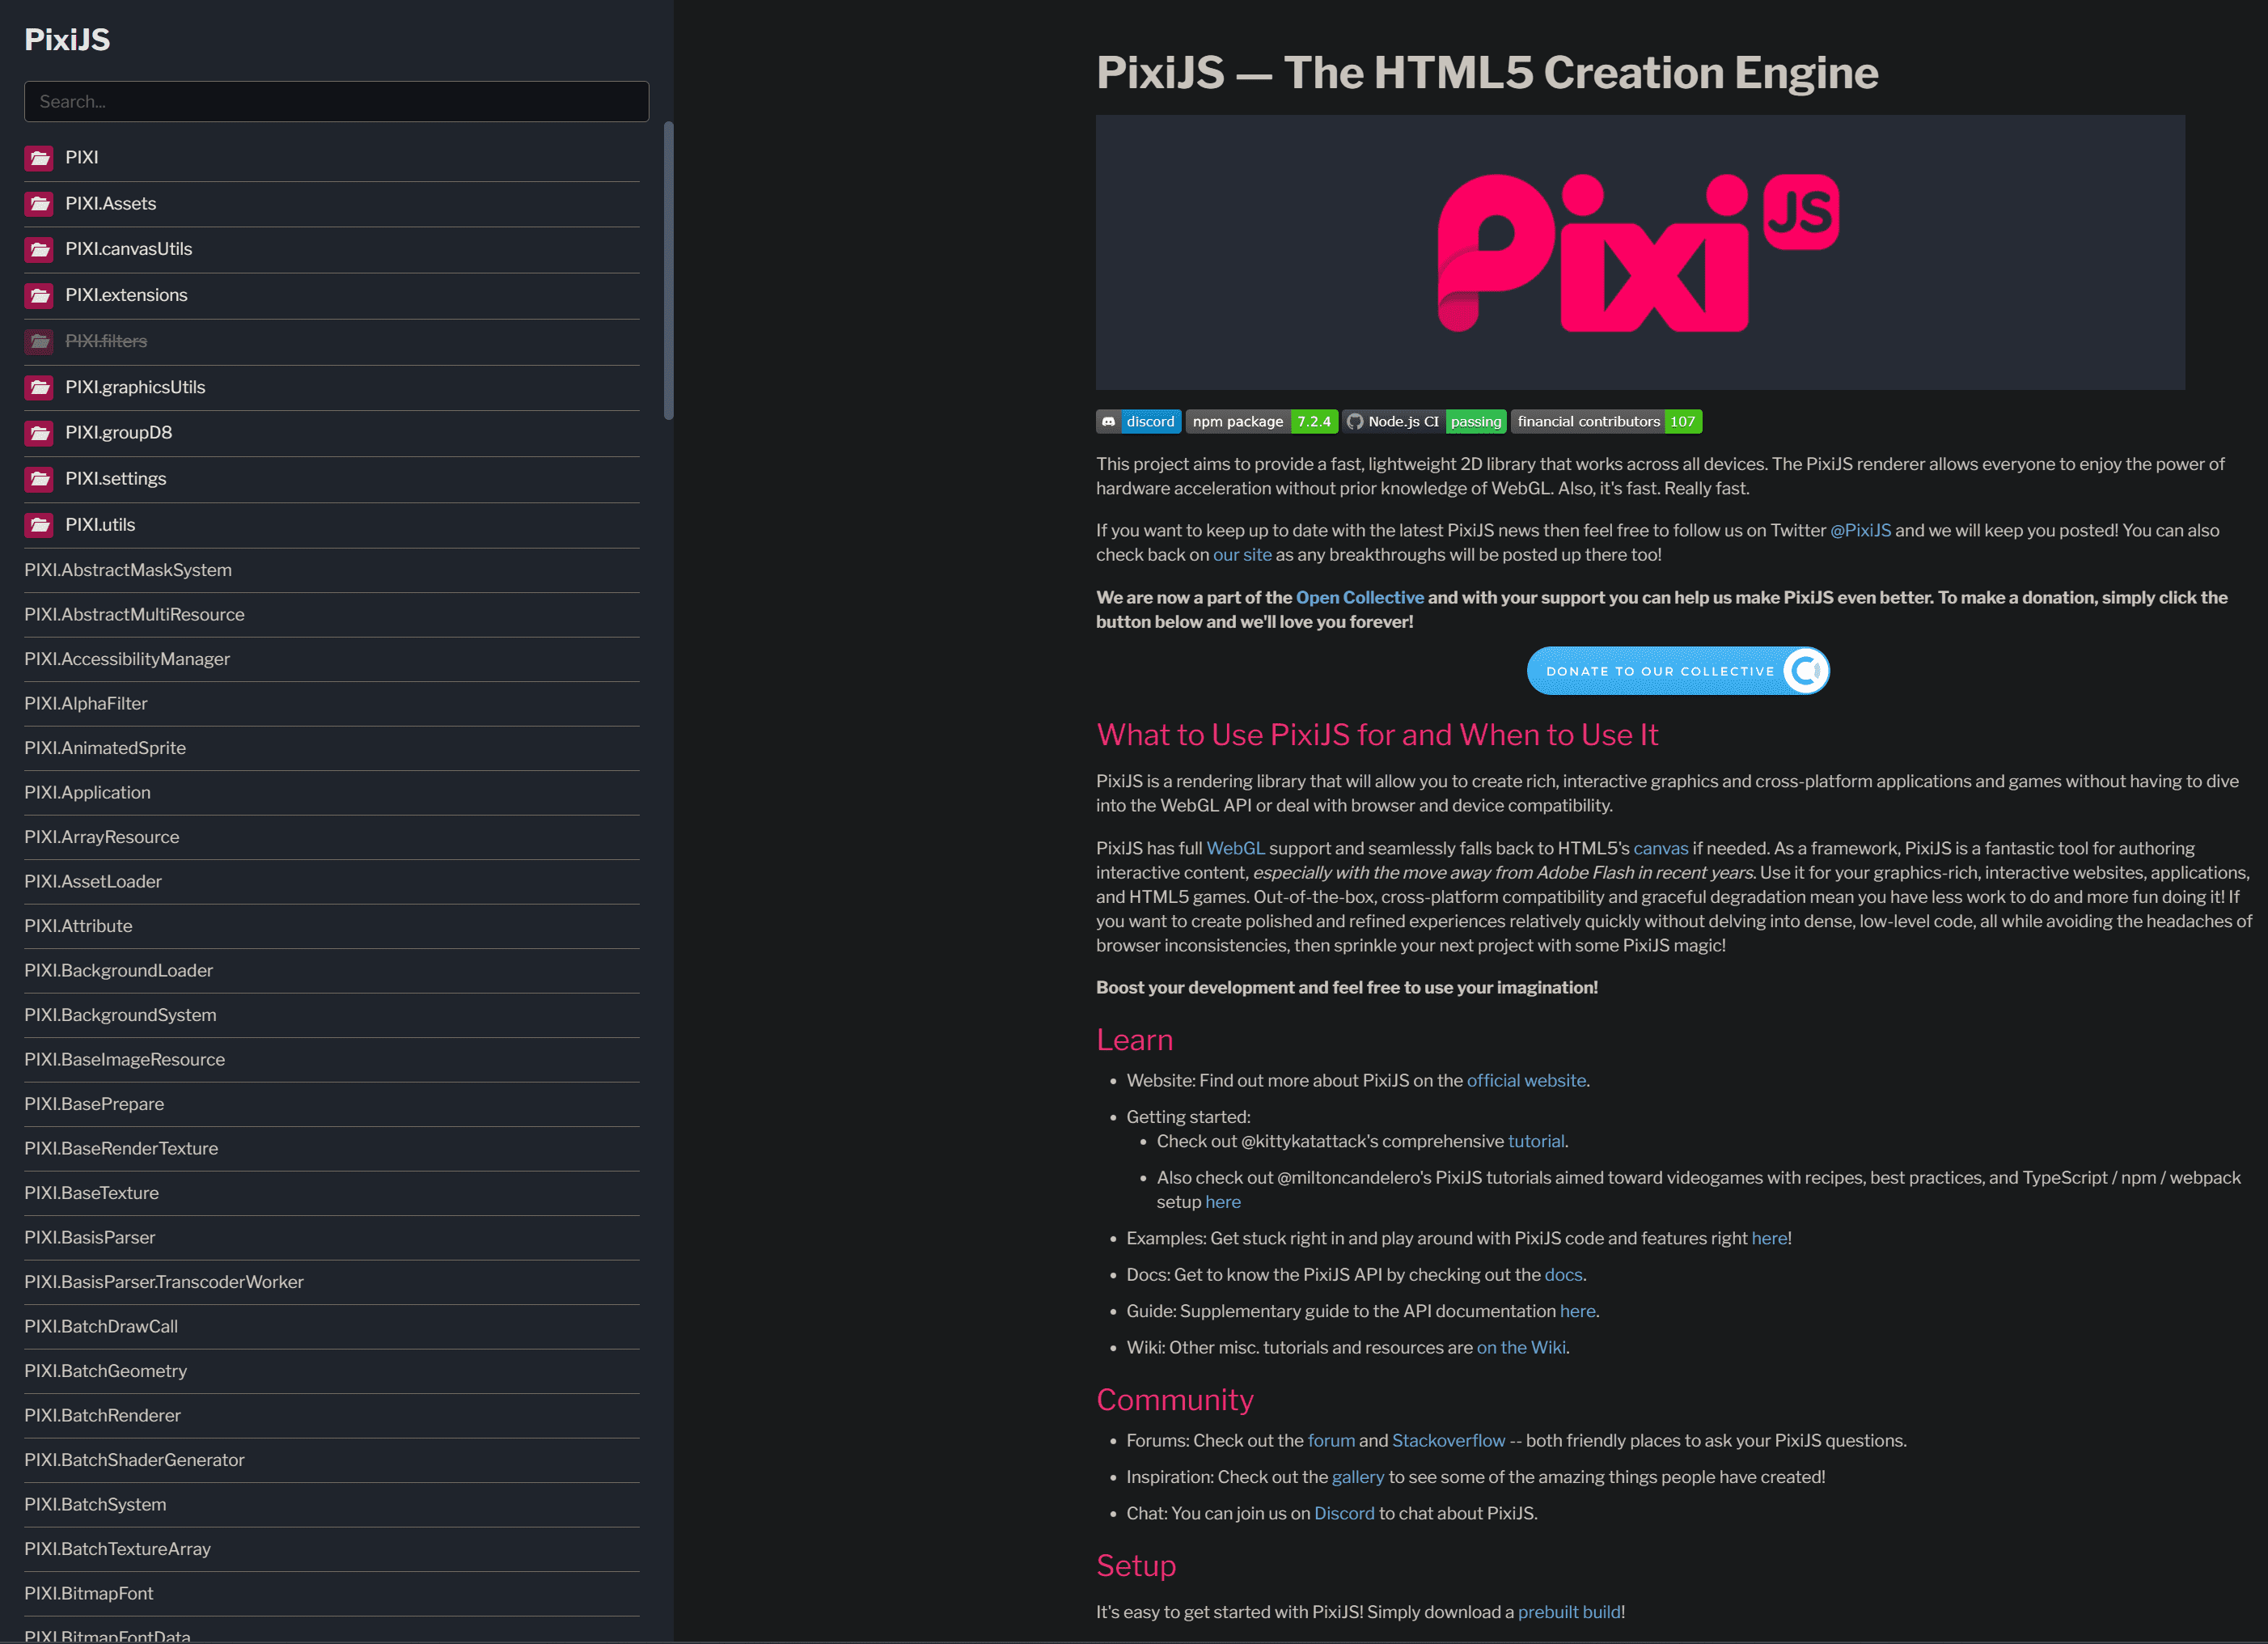 PixiJS
Search...
PIXI
PIXI.Assets
PIXI.canvasUtils
PIXI.extensions
PIXI.filters
PIXI.graphicsUtils
PIXI.groupD8
PIXI.settings
PIXI.utils
PIXI.AbstractMaskSystem
PIXI.AbstractMultiResource
PIXI.AccessibilityManager
PIXI.AlphaFilter
PIXI.AnimatedSprite
PIXI.Application
PIXI.ArrayResource
PIXI.AssetLoader
PIXI.Attribute
PIXI.BackgroundLoader
PIXI.BackgroundSystem
PIXI.BaseImageResource
PIXI.BasePrepare
PIXI.BaseRenderTexture
PIXI.BaseTexture
PIXI.BasisParser
PIXI.BasisParser.TranscoderWorker
PIXI.BatchDrawCall
PIXI.BatchGeometry
PIXI.BatchRenderer
PIXI.BatchShaderGenerator
PIXI.BatchSystem
PIXI.BatchTextureArray
PIXI.BitmapFont
PIXI.BitmapFontData
PixiJS — The HTML5 Creation Engine
Pixi JS
discord npm package 7.2.4 Node.js CI passing financial contributors 107
This project aims to provide a fast, lightweight 2D library that works across all devices. The PixiJS renderer allows everyone to enjoy the power of
hardware acceleration without prior knowledge of WebGL. Also, it's fast. Really fast.
If you want to keep up to date with the latest PixiJS news then feel free to follow us on Twitter @PixiJS and we will keep you posted! You can also
check back on our site as any breakthroughs will be posted up there too!
We are now a part of the Open Collective and with your support you can help us make PixiJS even better. To make a donation, simply click the
button below and we'll love you forever!
DONATE TO OUR COLLECTIVE
What to Use PixiJS for and When to Use It
PixiJS is a rendering library that will allow you to create rich, interactive graphics and cross-platform applications and games without having to dive
into the WebGL API or deal with browser and device compatibility.
PixiJS has full WebGL support and seamlessly falls back to HTML5's canvas if needed. As a framework, PixiJS is a fantastic tool for authoring
interactive content, especially with the move away from Adobe Flash in recent years. Use it for your graphics-rich, interactive websites, applications,
and HTML5 games. Out-of-the-box, cross-platform compatibility and graceful degradation mean you have less work to do and more fun doing it! If
you want to create polished and refined experiences relatively quickly without delving into dense, low-level code, all while avoiding the headaches of
browser inconsistencies, then sprinkle your next project with some PixiJS magic!
Boost your development and feel free to use your imagination!
Learn
• Website: Find out more about PixiJS on the official website.
• Getting started:
• Check out @kittykatattack's comprehensive tutorial.
• Also check out @miltoncandelero's PixiJS tutorials aimed toward videogames with recipes, best practices, and TypeScript / npm / webpack
setup here
• Examples: Get stuck right in and play around with PixiJS code and features right here!
• Docs: Get to know the PixiJS API by checking out the docs.
• Guide: Supplementary guide to the API documentation here.
• Wiki: Other misc. tutorials and resources are on the Wiki.
Community
• Forums: Check out the forum and Stackoverflow -- both friendly places to ask your PixiJS questions.
• Inspiration: Check out the gallery to see some of the amazing things people have created!
• Chat: You can join us on Discord to chat about PixiJS.
Setup
It's easy to get started with PixiJS! Simply download a prebuilt build!